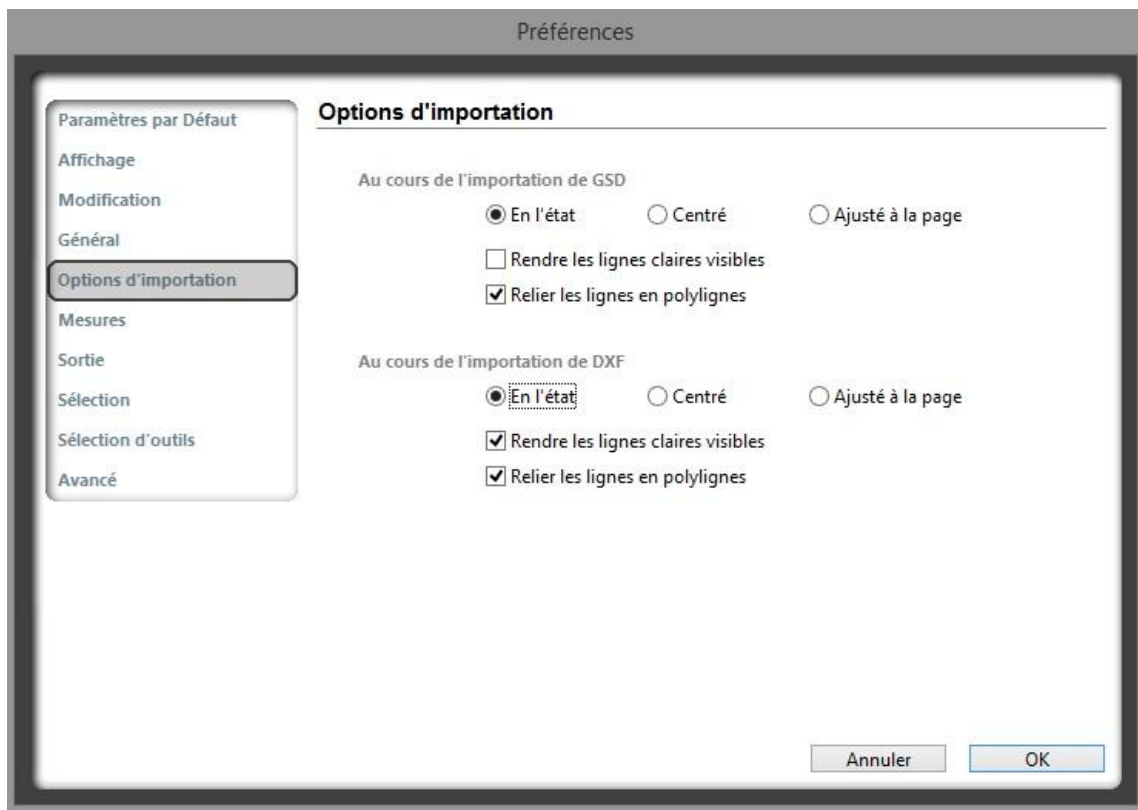 Préférences
Paramètres par Défaut
Affichage
Modification
Général
Options d'importation
Mesures
Sortie
Sélection
Sélection d'outils
Avancé
Options d'importation
Au cours de l'importation de GSD
En l'état Centré Ajusté à la page
Rendre les lignes claires visibles
Relier les lignes en polylignes
Au cours de l'importation de DXF
En l'état Centré Ajusté à la page
Rendre les lignes claires visibles
Relier les lignes en polylignes
Annuler OK